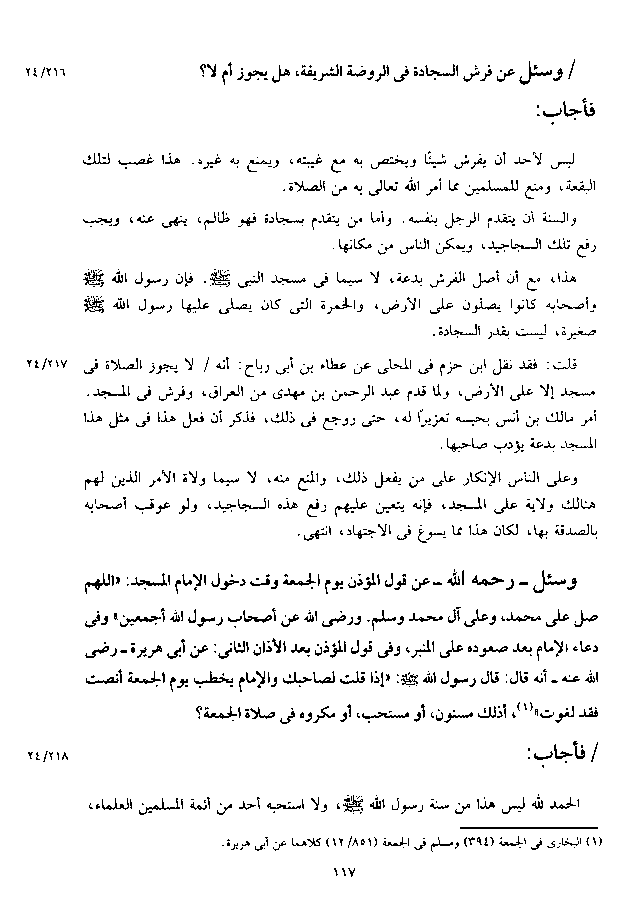 / وسئل عن فرش السجادة فى الروضة الشريفة، هل يجوز أم لا؟ ٢٤/٢١٦
فأجاب:
ليس لأحد أن يفرش شيئًا ويختص به مع غيبته، ويمنع به غيره. هذا غصب لتلك
البقعة، ومنع للمسلمين مما أمر الله تعالى به من الصلاة.
والسنة أن يتقدم الرجل بنفسه. وأما من يتقدم بسجادة فهو ظالم، ينهى عنه، ويجب
رفع تلك السجاجيد، ويمكن الناس من مكانها.
هذا، مع أن أصل الفرش بدعة، لا سيما فى مسجد النبى ﷺ. فإن رسول الله ﷺ
وأصحابه كانوا يصلون على الأرض، والخمرة التى كان يصلى عليها رسول الله ﷺ
صغيرة، ليست بقدر السجادة.
قلت: فقد نقل ابن حزم فى المحلى عن عطاء بن أبى رباح: أنه / لا يجوز الصلاة فى ٢٤/٢١٧
مسجد إلا على الأرض، ولما قدم عبد الرحمن بن مهدى من العراق، وفرش فى المسجد.
أمر مالك بن أنس بحبسه تعزيرًا له، حتى روجع فى ذلك، فذكر أن فعل هذا فى مثل هذا
المسجد بدعة يؤدب صاحبها.
وعلى الناس الإنكار على من يفعل ذلك، والمنع منه، لا سيما ولاة الأمر الذين لهم
هنالك ولاية على المسجد، فإنه يتعين عليهم رفع هذه السجاجيد، ولو عوقب أصحابه
بالصدقة بها، لكان هذا مما يسوغ فى الاجتهاد، انتهى.
وسئل ـ رحمه الله ـ عن قول المؤذن يوم الجمعة وقت دخول الإمام المسجد: «اللهم
صل على محمد، وعلى آل محمد وسلم. ورضى الله عن أصحاب رسول الله أجمعين» وفى
دعاء الإمام بعد صعوده على المنبر، وفى قول المؤذن بعد الأذان الثانى: عن أبى هريرة ـ رضى
الله عنه ـ أنه قال: قال رسول الله ﷺ: «إذا قلت لصاحبك والإمام يخطب يوم الجمعة أنصت
فقد لغوت»(١)، أذلك مسنون، أو مستحب، أو مكروه فى صلاة الجمعة؟
/ فأجاب: ٢٤/٢١٨
الحمد لله ليس هذا من سنة رسول الله ﷺ، ولا استحبه أحد من أئمة المسلمين العلماء،
(١) البخارى فى الجمعة (٣٩٤) ومسلم فى الجمعة (١٢/٨٥١) كلاهما عن أبى هريرة.
١١٧